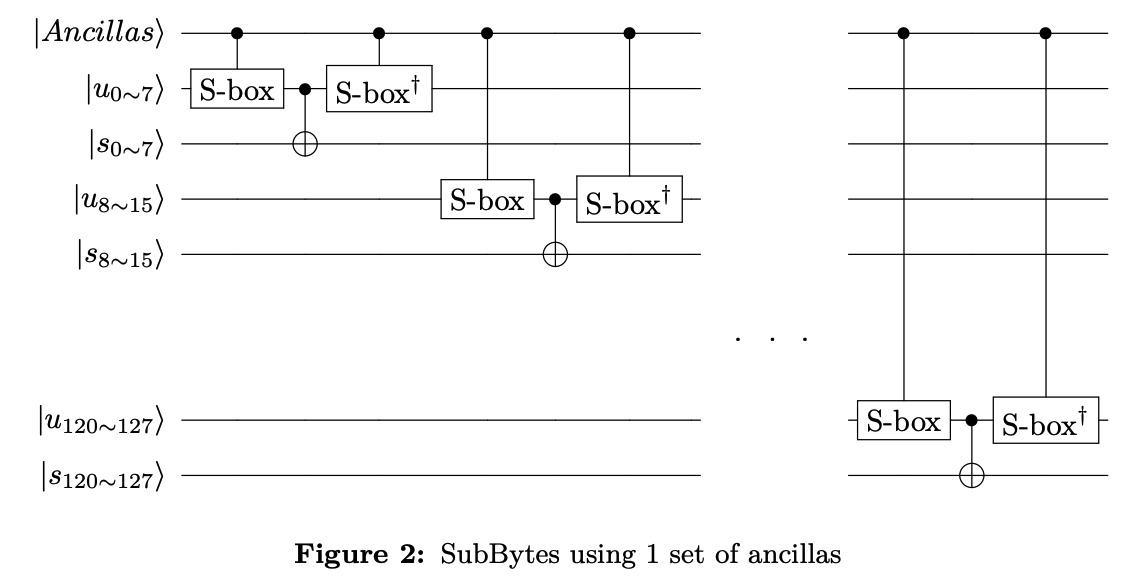 |Ancillas⟩
|u₀∼₇⟩ S-box S-box†
|s₀∼₇⟩
|u₈∼₁₅⟩ S-box S-box†
|s₈∼₁₅⟩
. . .
|u₁₂₀∼₁₂₇⟩ S-box S-box†
|s₁₂₀∼₁₂₇⟩
Figure 2: SubBytes using 1 set of ancillas